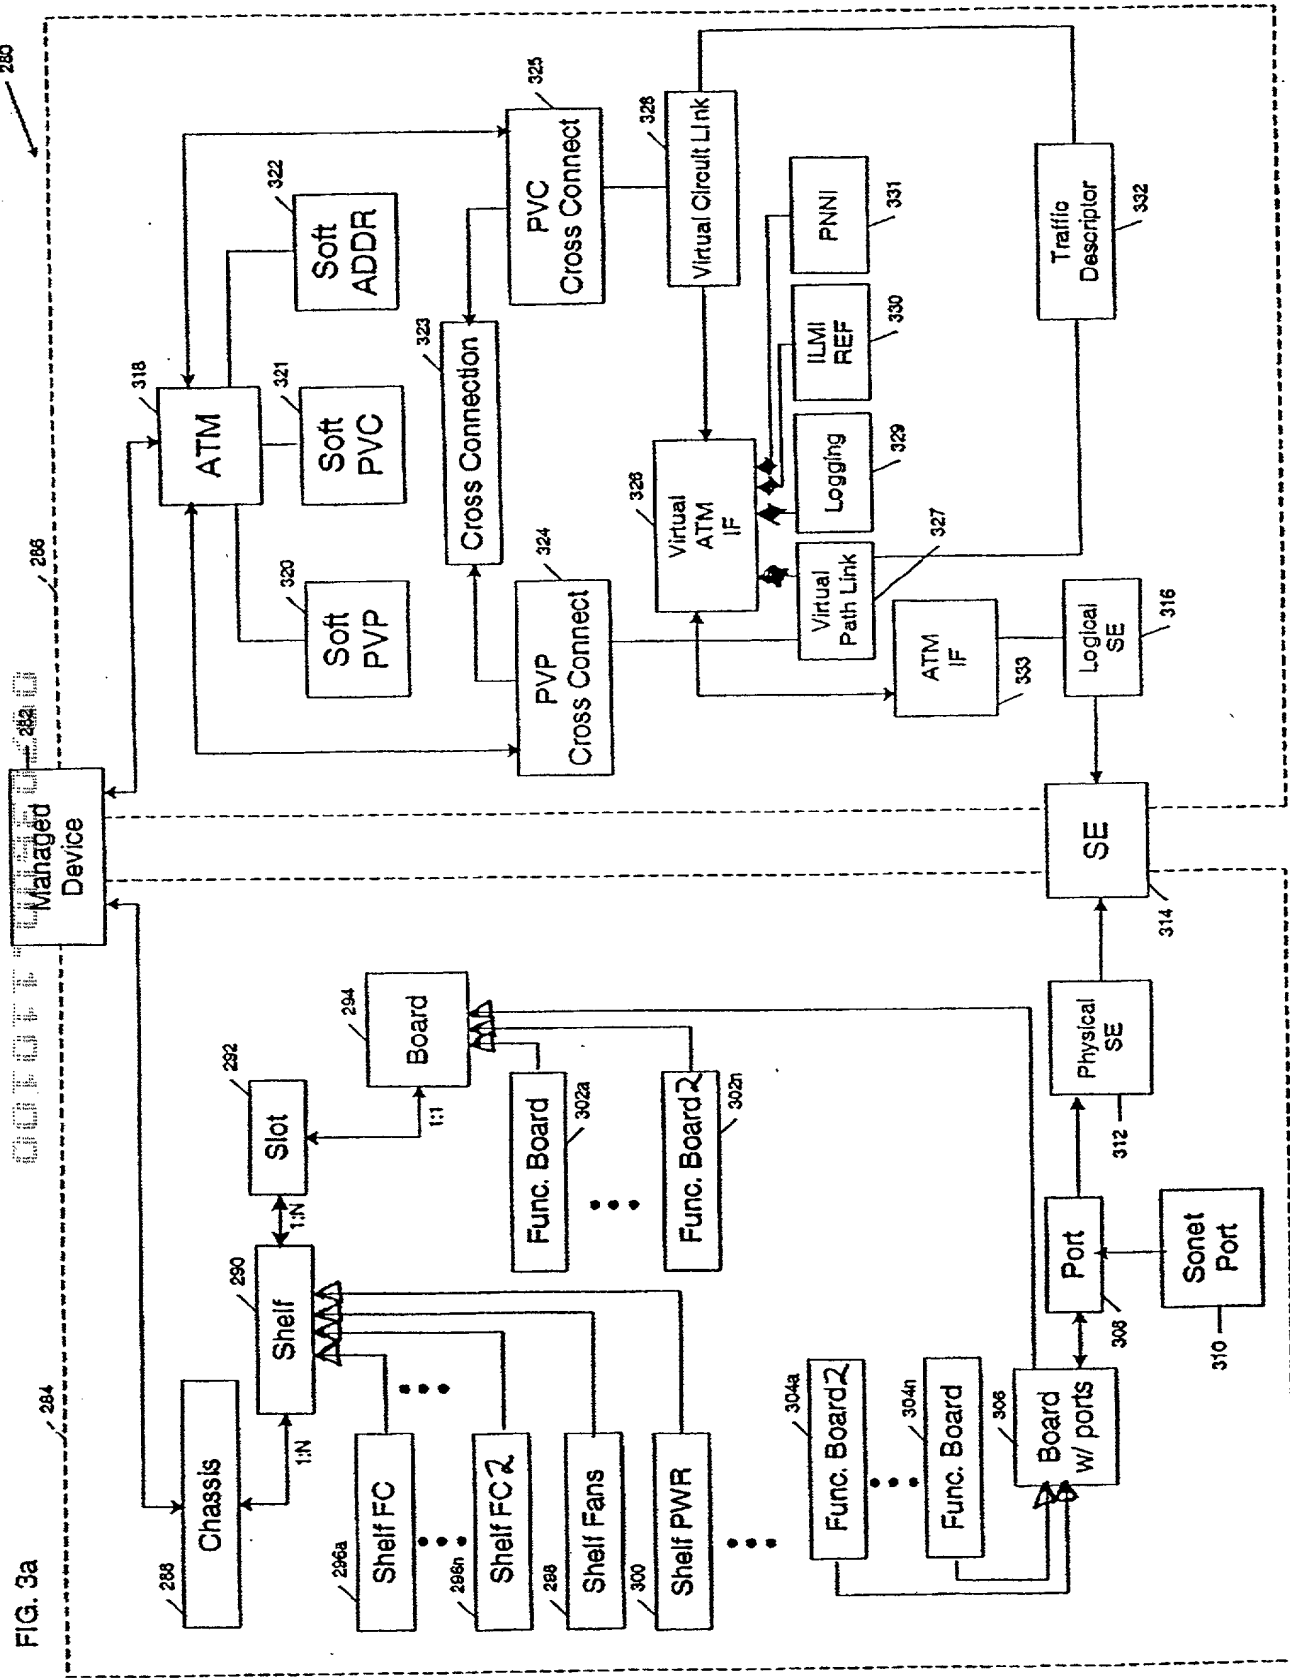 FIG. 3a
280
Managed
Device
282
284
286
288
Chassis
1:N
290
Shelf
1:N
292
Slot
1:1
294
Board
296a
Shelf FC
296n
Shelf FC2
298
Shelf Fans
300
Shelf PWR
Func. Board
302a
Func. Board2
302n
304a
Func. Board2
304n
Func. Board
306
Board
w/ ports
Port
308
Sonet
Port
310
Physical
SE
312
SE
314
Logical
SE
316
318
ATM
320
Soft
PVP
321
Soft
PVC
322
Soft
ADDR
323
Cross Connection
324
PVP
Cross Connect
325
PVC
Cross Connect
326
Virtual
ATM
IF
Virtual
Path Link
327
328
Virtual Circuit Link
Logging
329
ILMI
REF
330
PNNI
331
Traffic
Descriptor
332
ATM
IF
333